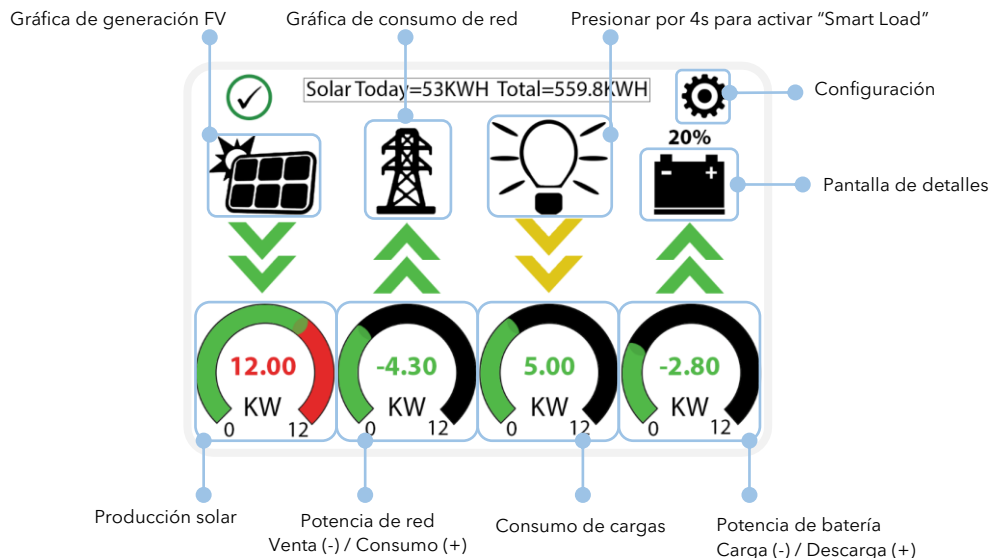 Gráfica de generación FV
Gráfica de consumo de red
Presionar por 4s para activar “Smart Load”
Solar Today=53KWH Total=559.8KWH
Configuración
20%
- +
Pantalla de detalles
12.00
KW
0 12
-4.30
KW
0 12
5.00
KW
0 12
-2.80
KW
0 12
Producción solar
Potencia de red
Venta (-) / Consumo (+)
Consumo de cargas
Potencia de batería
Carga (-) / Descarga (+)